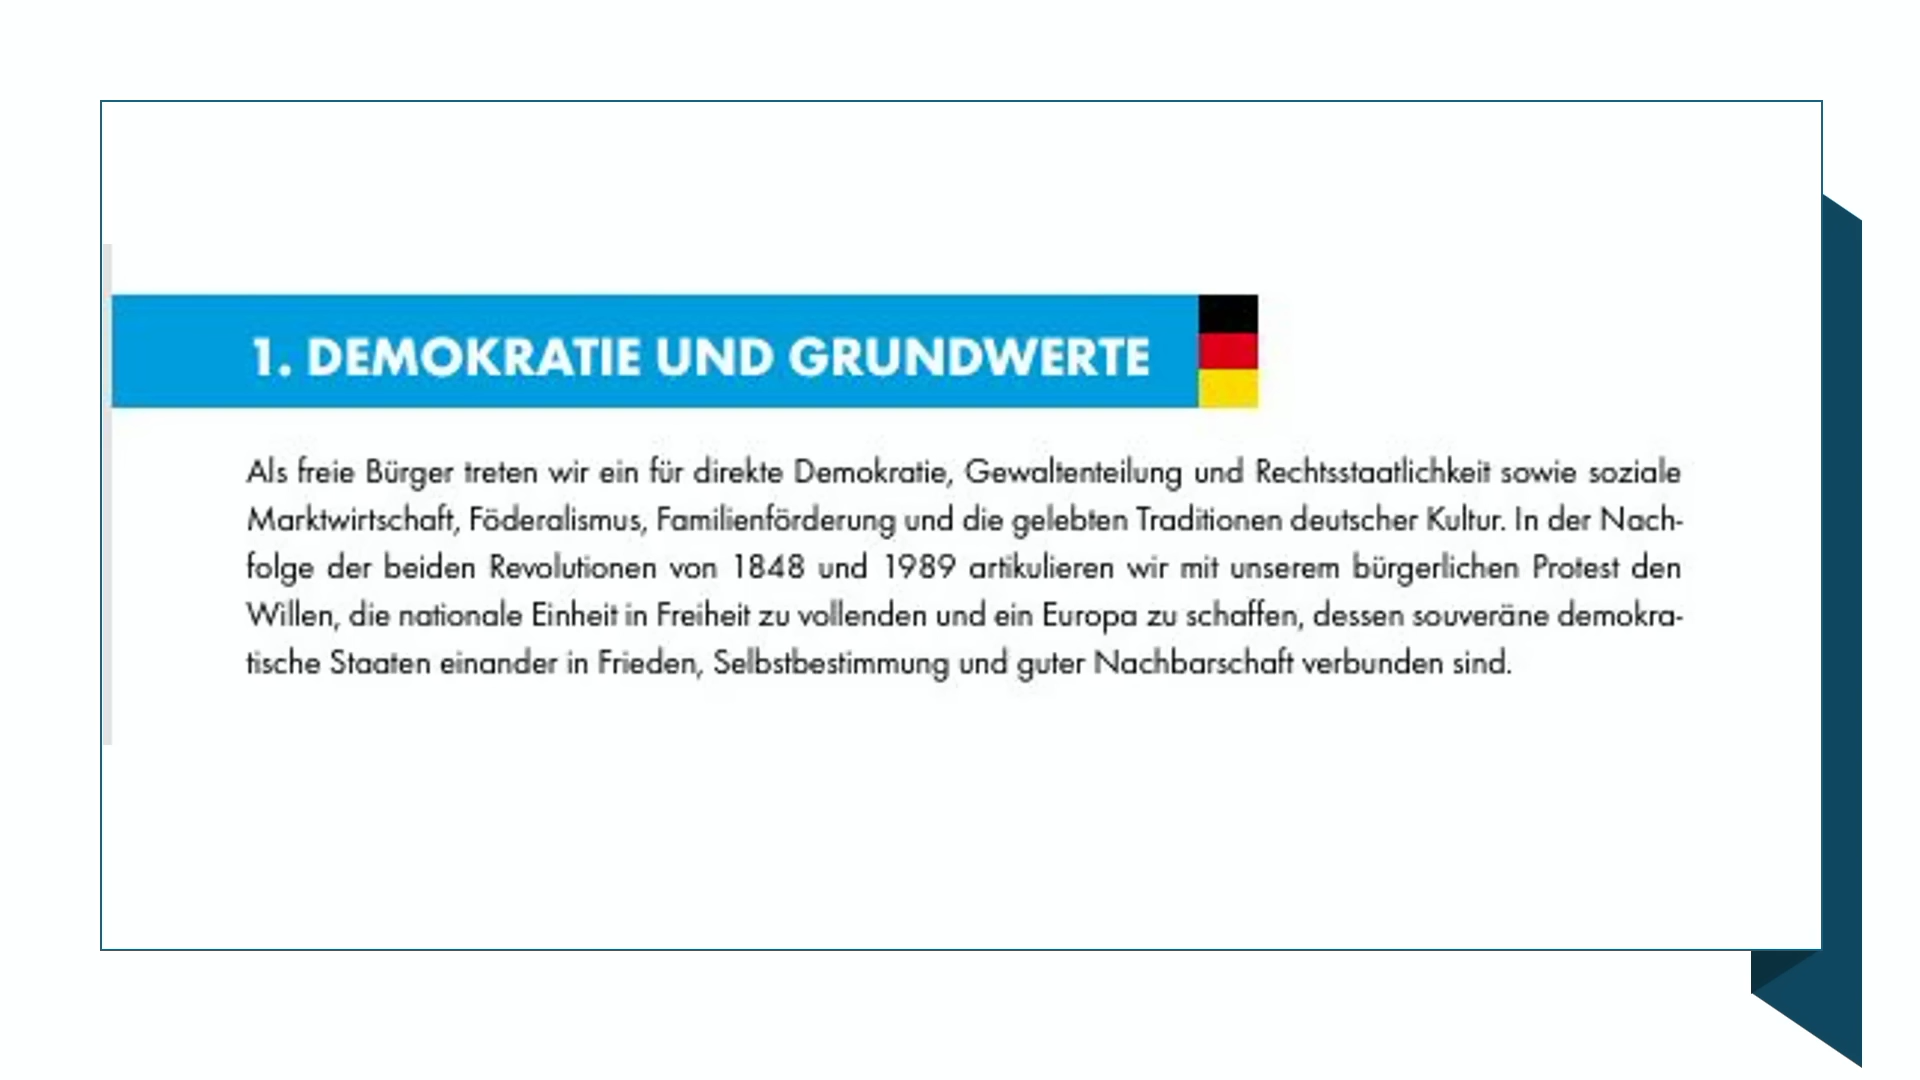 1. DEMOKRATIE UND GRUNDWERTE
Als freie Bürger treten wir ein für direkte Demokratie, Gewaltenteilung und Rechtsstaatlichkeit sowie soziale
Marktwirtschaft, Föderalismus, Familienförderung und die gelebten Traditionen deutscher Kultur. In der Nach-
folge der beiden Revolutionen von 1848 und 1989 artikulieren wir mit unserem bürgerlichen Protest den
Willen, die nationale Einheit in Freiheit zu vollenden und ein Europa zu schaffen, dessen souveräne demokra-
tische Staaten einander in Frieden, Selbstbestimmung und guter Nachbarschaft verbunden sind.